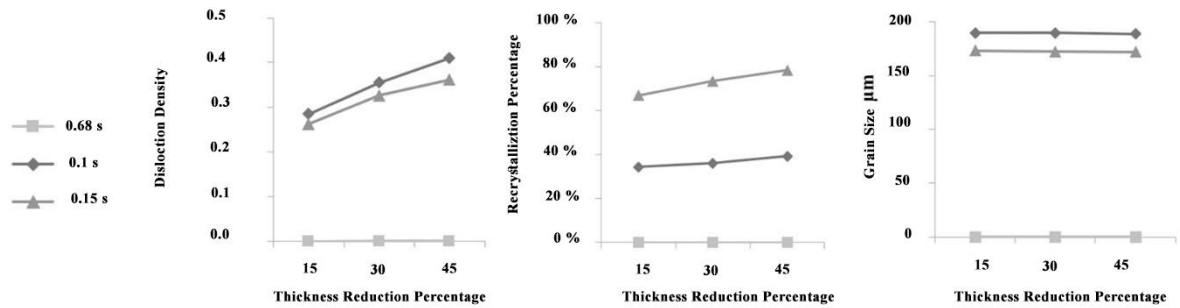 0.68 s
0.1 s
0.15 s
Disloction Density
0.5
0.4
0.3
0.2
0.1
0.0
15 30 45
Thickness Reduction Percentage
Recrystalliztion Percentage
100 %
80 %
60 %
40 %
20 %
0 %
15 30 45
Thickness Reduction Percentage
Grain Size µm
200
150
100
50
0
15 30 45
Thickness Reduction Percentage